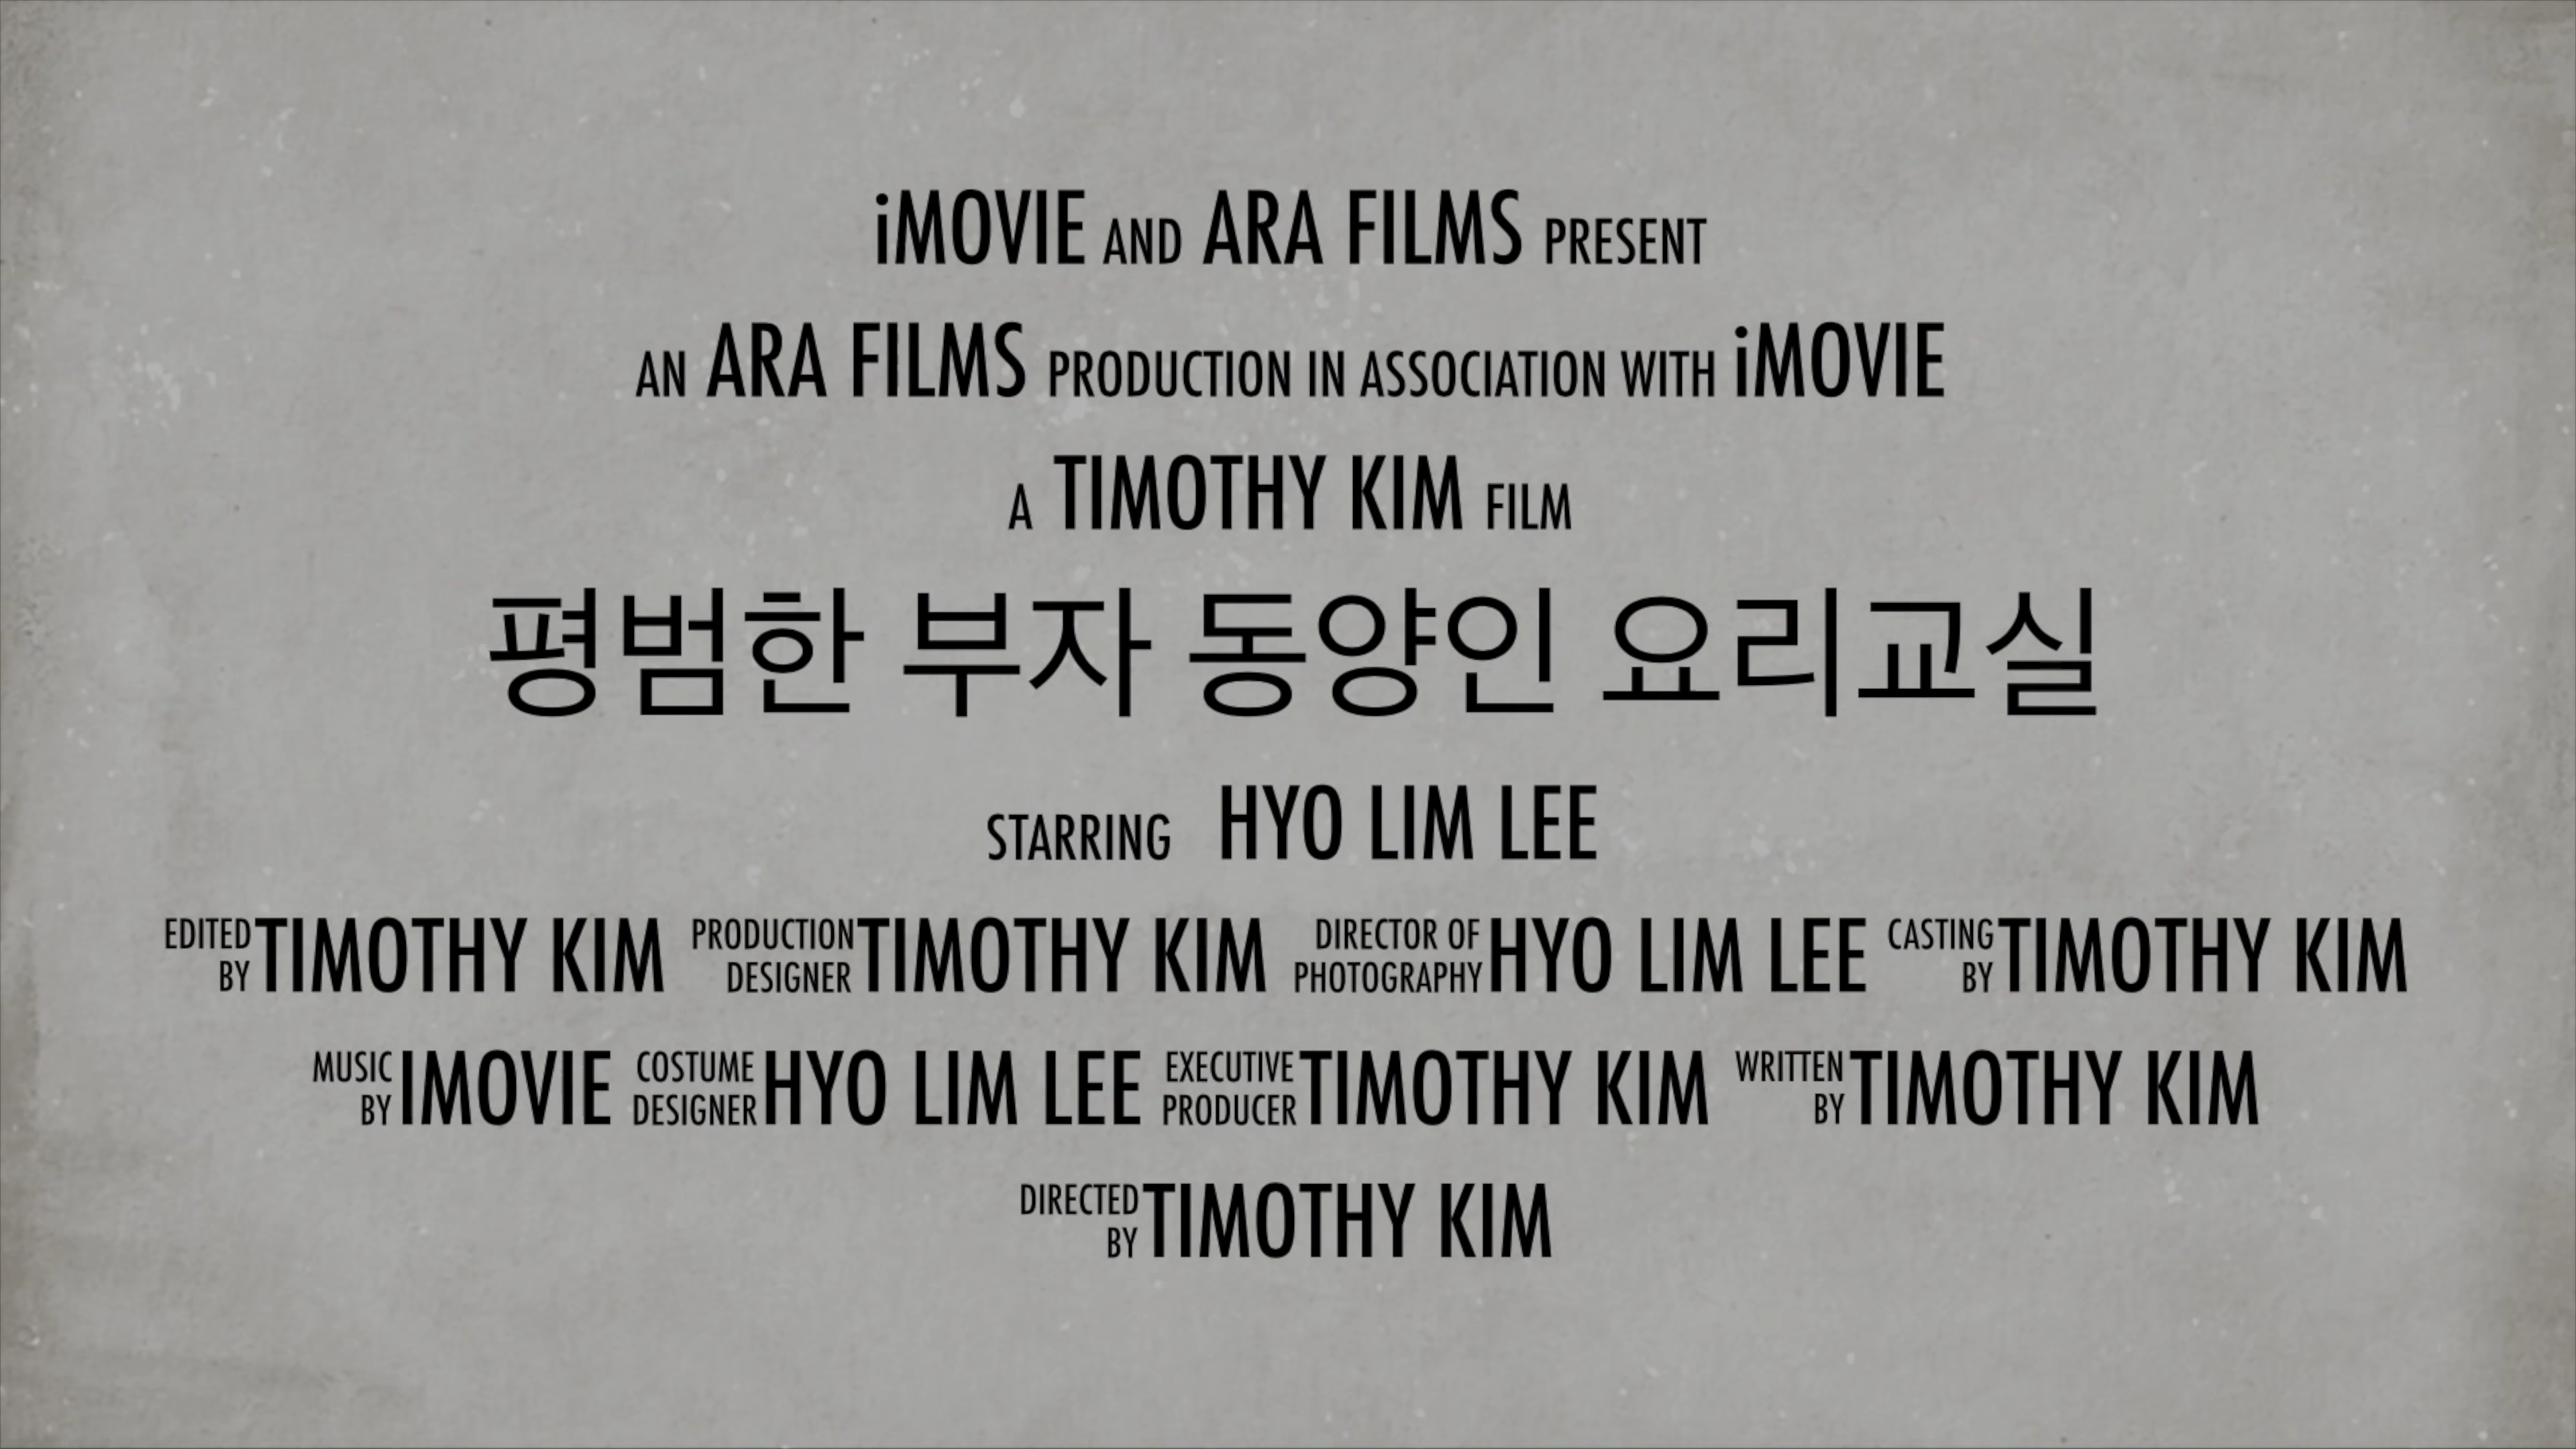 iMOVIE AND ARA FILMS PRESENT
AN ARA FILMS PRODUCTION IN ASSOCIATION WITH iMOVIE
A TIMOTHY KIM FILM
평범한 부자 동양인 요리교실
STARRING HYO LIM LEE
EDITED BY TIMOTHY KIM PRODUCTION DESIGNER TIMOTHY KIM DIRECTOR OF PHOTOGRAPHY HYO LIM LEE CASTING BY TIMOTHY KIM
MUSIC BY IMOVIE COSTUME DESIGNER HYO LIM LEE EXECUTIVE PRODUCER TIMOTHY KIM WRITTEN BY TIMOTHY KIM
DIRECTED BY TIMOTHY KIM